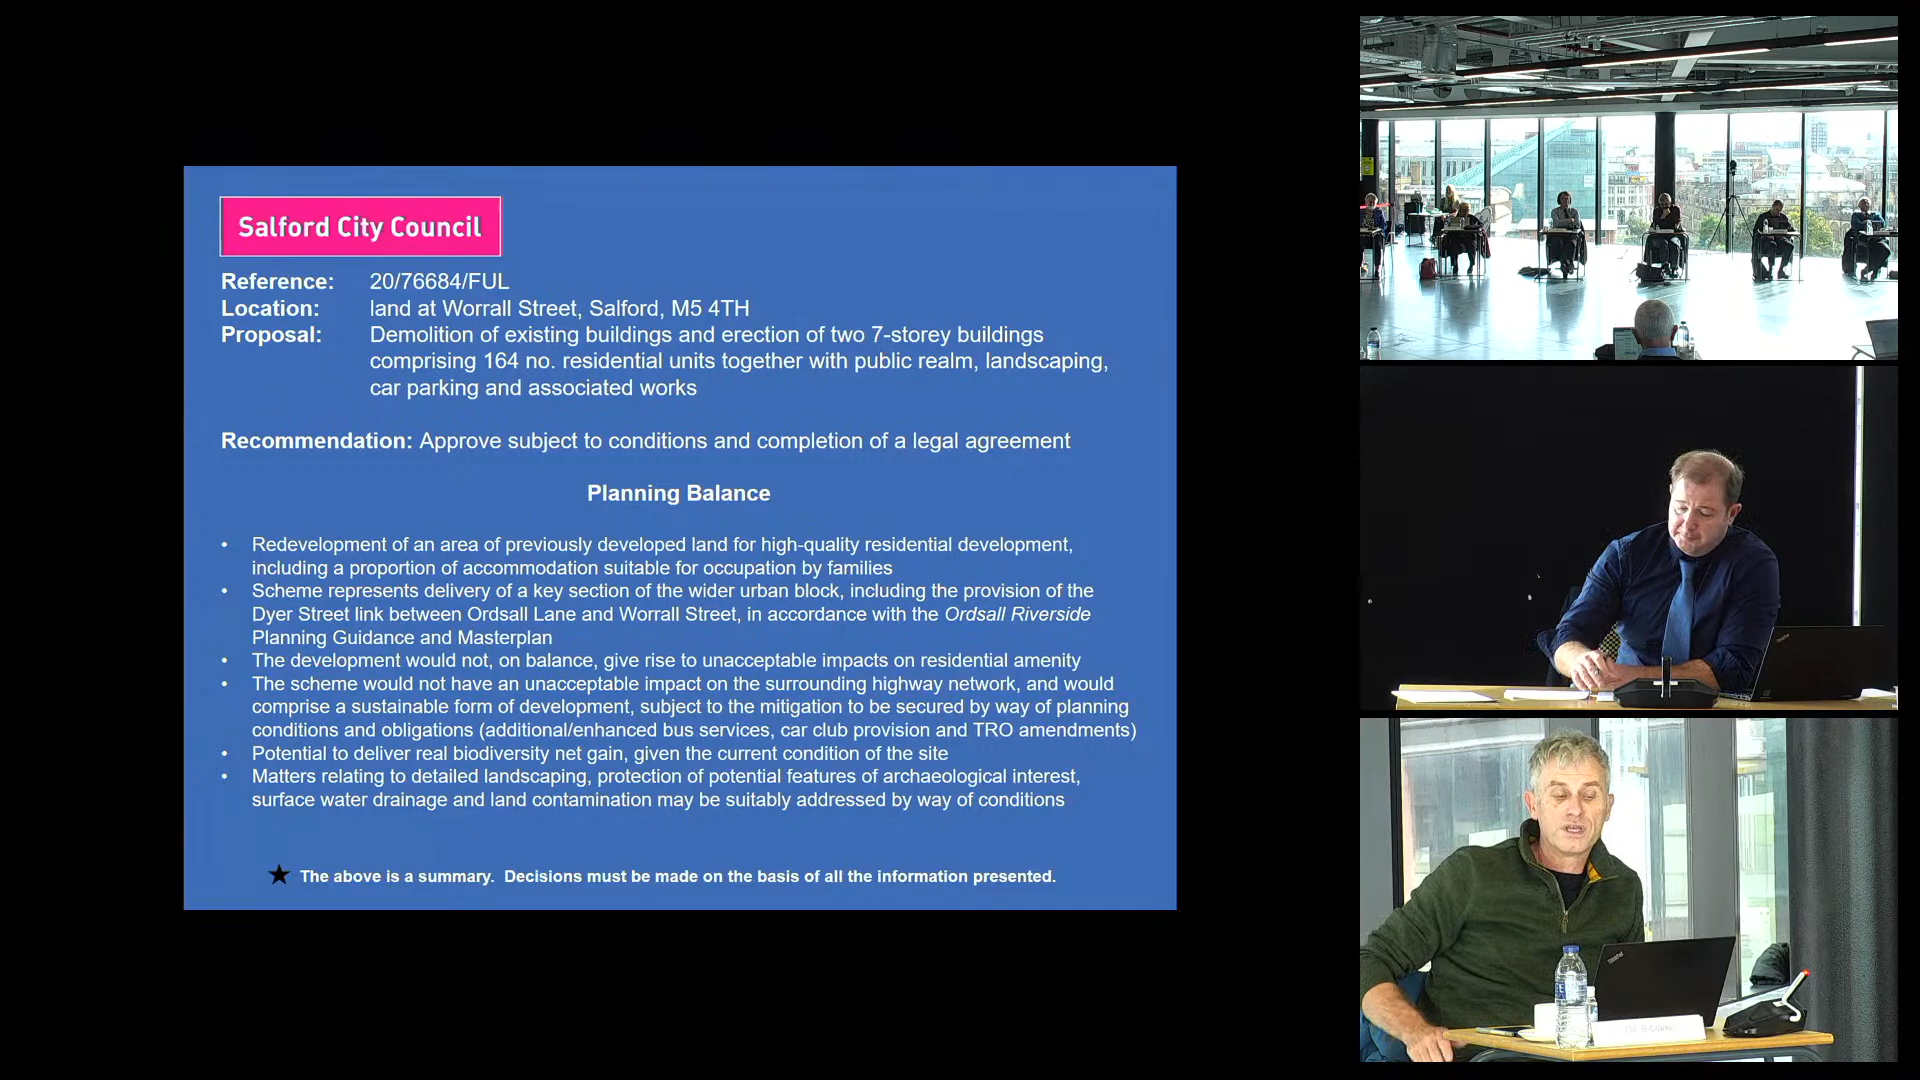 Salford City Council
Reference: 20/76684/FUL
Location: land at Worrall Street, Salford, M5 4TH
Proposal: Demolition of existing buildings and erection of two 7-storey buildings
comprising 164 no. residential units together with public realm, landscaping,
car parking and associated works
Recommendation: Approve subject to conditions and completion of a legal agreement
Planning Balance
• Redevelopment of an area of previously developed land for high-quality residential development,
including a proportion of accommodation suitable for occupation by families
• Scheme represents delivery of a key section of the wider urban block, including the provision of the
Dyer Street link between Ordsall Lane and Worrall Street, in accordance with the Ordsall Riverside
Planning Guidance and Masterplan
• The development would not, on balance, give rise to unacceptable impacts on residential amenity
• The scheme would not have an unacceptable impact on the surrounding highway network, and would
comprise a sustainable form of development, subject to the mitigation to be secured by way of planning
conditions and obligations (additional/enhanced bus services, car club provision and TRO amendments)
• Potential to deliver real biodiversity net gain, given the current condition of the site
• Matters relating to detailed landscaping, protection of potential features of archaeological interest,
surface water drainage and land contamination may be suitably addressed by way of conditions
★ The above is a summary. Decisions must be made on the basis of all the information presented.
ThinkPad
ThinkPad